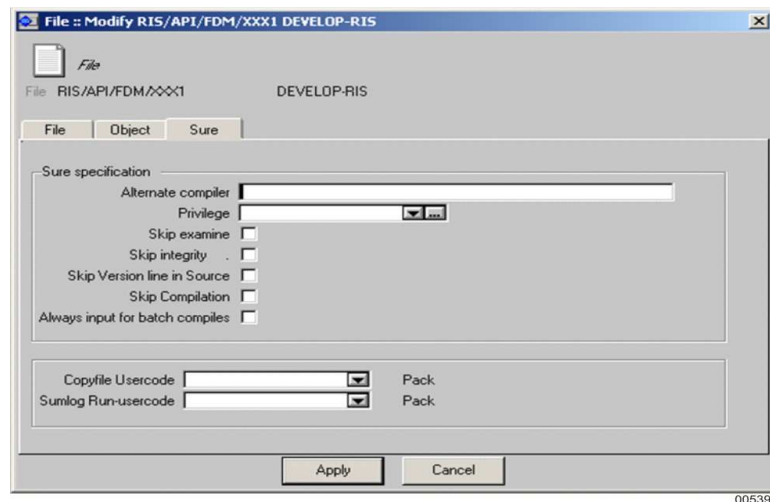 File :: Modify RIS/API/FDM/XXX1 DEVELOP-RIS
File
File RIS/API/FDM/XXX1 DEVELOP-RIS
File Object Sure
Sure specification
Alternate compiler
Privilege
Skip examine
Skip integrity .
Skip Version line in Source
Skip Compilation
Always input for batch compiles
Copyfile Usercode Pack
Sumlog Run-usercode Pack
Apply Cancel
00539